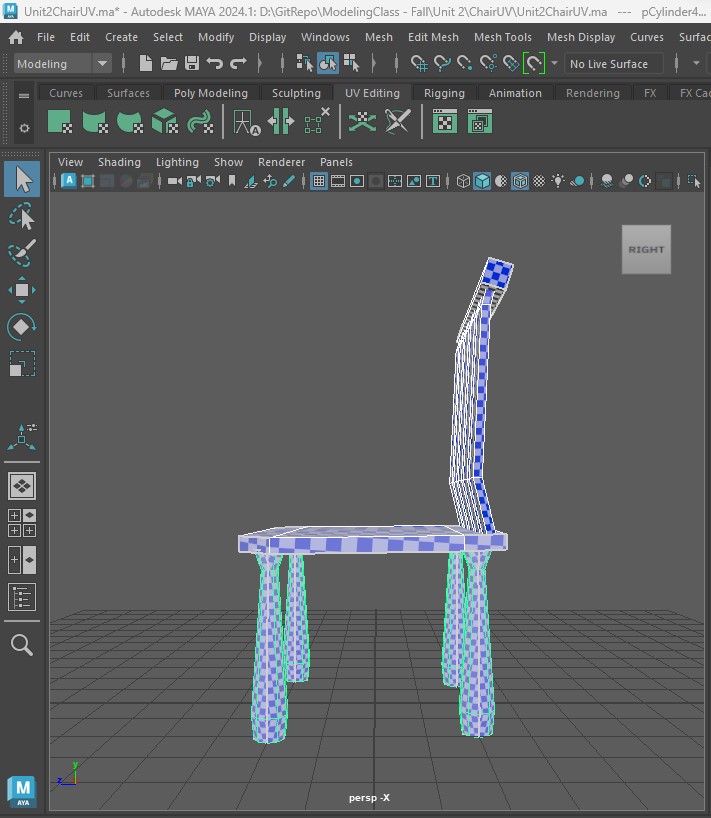 Unit2ChairUV.ma* - Autodesk MAYA 2024.1: D:\GitRepo\ModelingClass - Fall\Unit 2\ChairUV\Unit2ChairUV.ma --- pCylinder4...
File Edit Create Select Modify Display Windows Mesh Edit Mesh Mesh Tools Mesh Display Curves Surfac
Modeling No Live Surface
Curves Surfaces Poly Modeling Sculpting UV Editing Rigging Animation Rendering FX FX Cac
View Shading Lighting Show Renderer Panels
RIGHT
y
z
persp -X
M
AYA